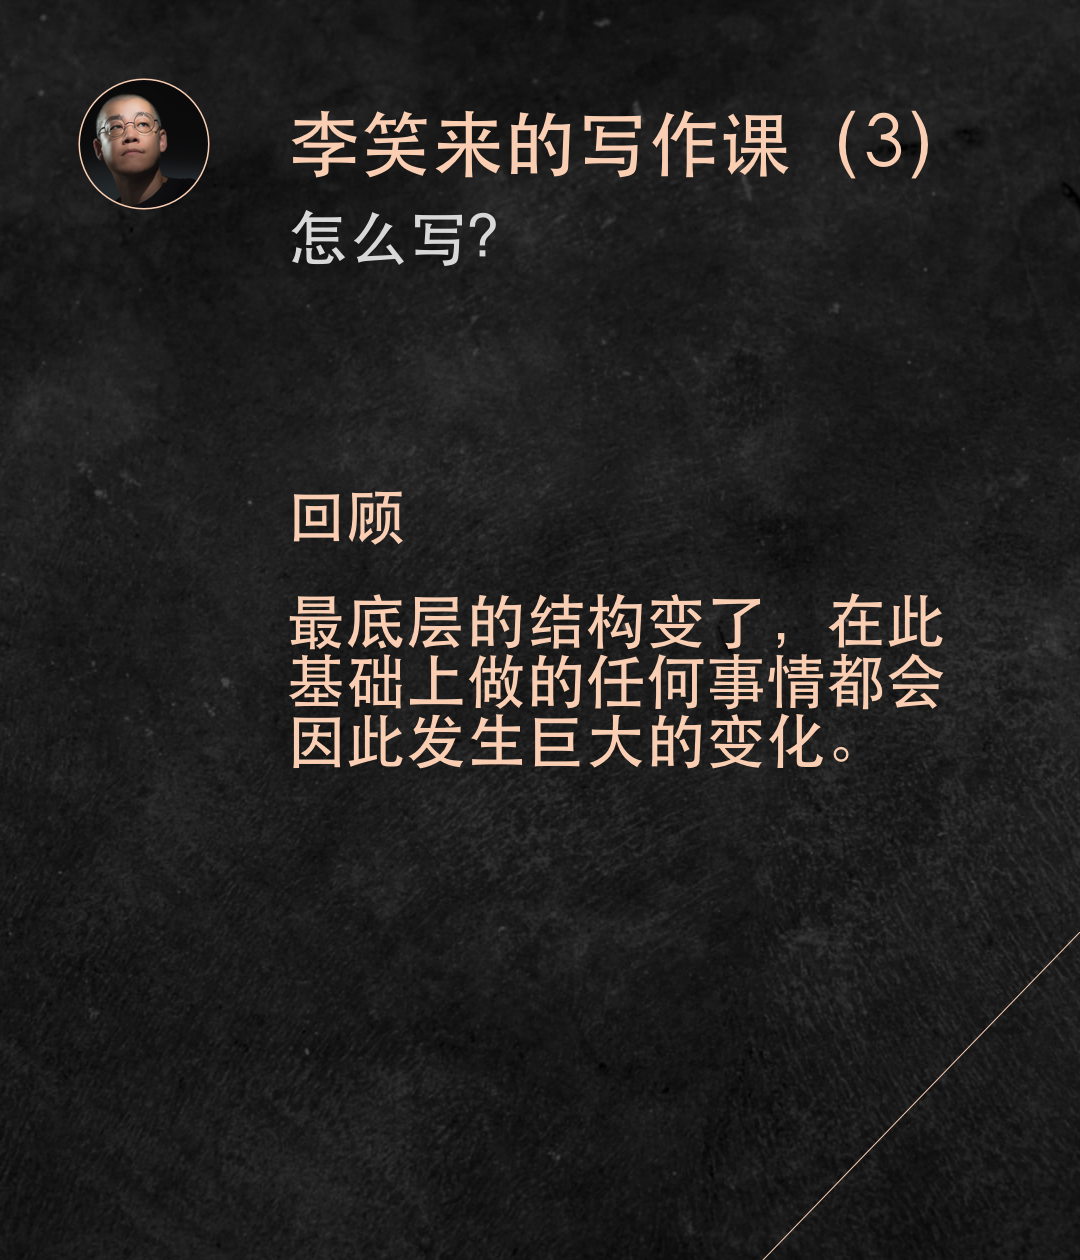 李笑来的写作课（3）
怎么写？
回顾
最底层的结构变了，在此
基础上做的任何事情都会
因此发生巨大的变化。